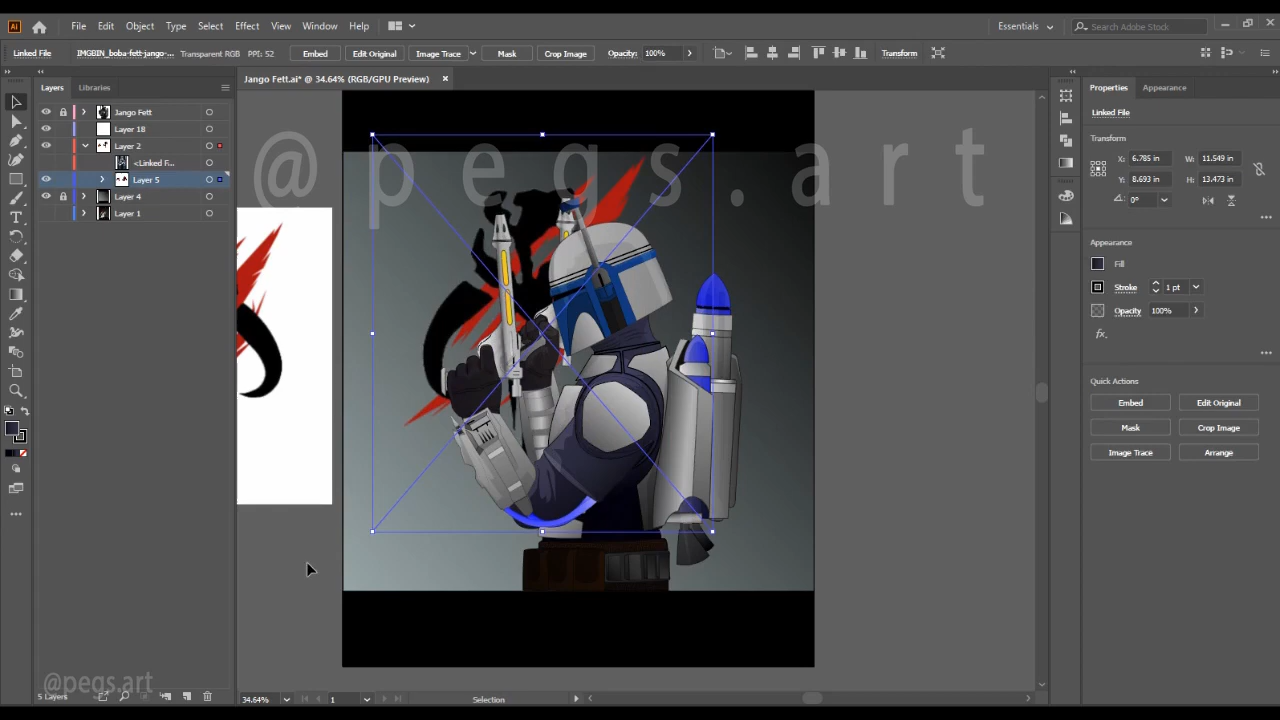 Ai File Edit Object Type Select Effect View Window Help Essentials Search Adobe Stock
Linked File IMGBIN_boba-fett-jango-... Transparent RGB PPI: 52 Embed Edit Original Image Trace Mask Crop Image Opacity: 100% Transform
Layers Libraries Jango Fett.ai* @ 34.64% (RGB/GPU Preview) × Properties Appearance
Jango Fett
Layer 18
Layer 2
<Linked F...
Layer 5
Layer 4
Layer 1
@pegs.art
Linked File
Transform
X: 6.785 in W: 11.549 in
Y: 8.693 in H: 13.473 in
0°
Appearance
Fill
Stroke 1 pt
Opacity 100%
fx.
Quick Actions
Embed Edit Original
Mask Crop Image
Image Trace Arrange
@pegs.art
5 Layers 34.64% 1 Selection